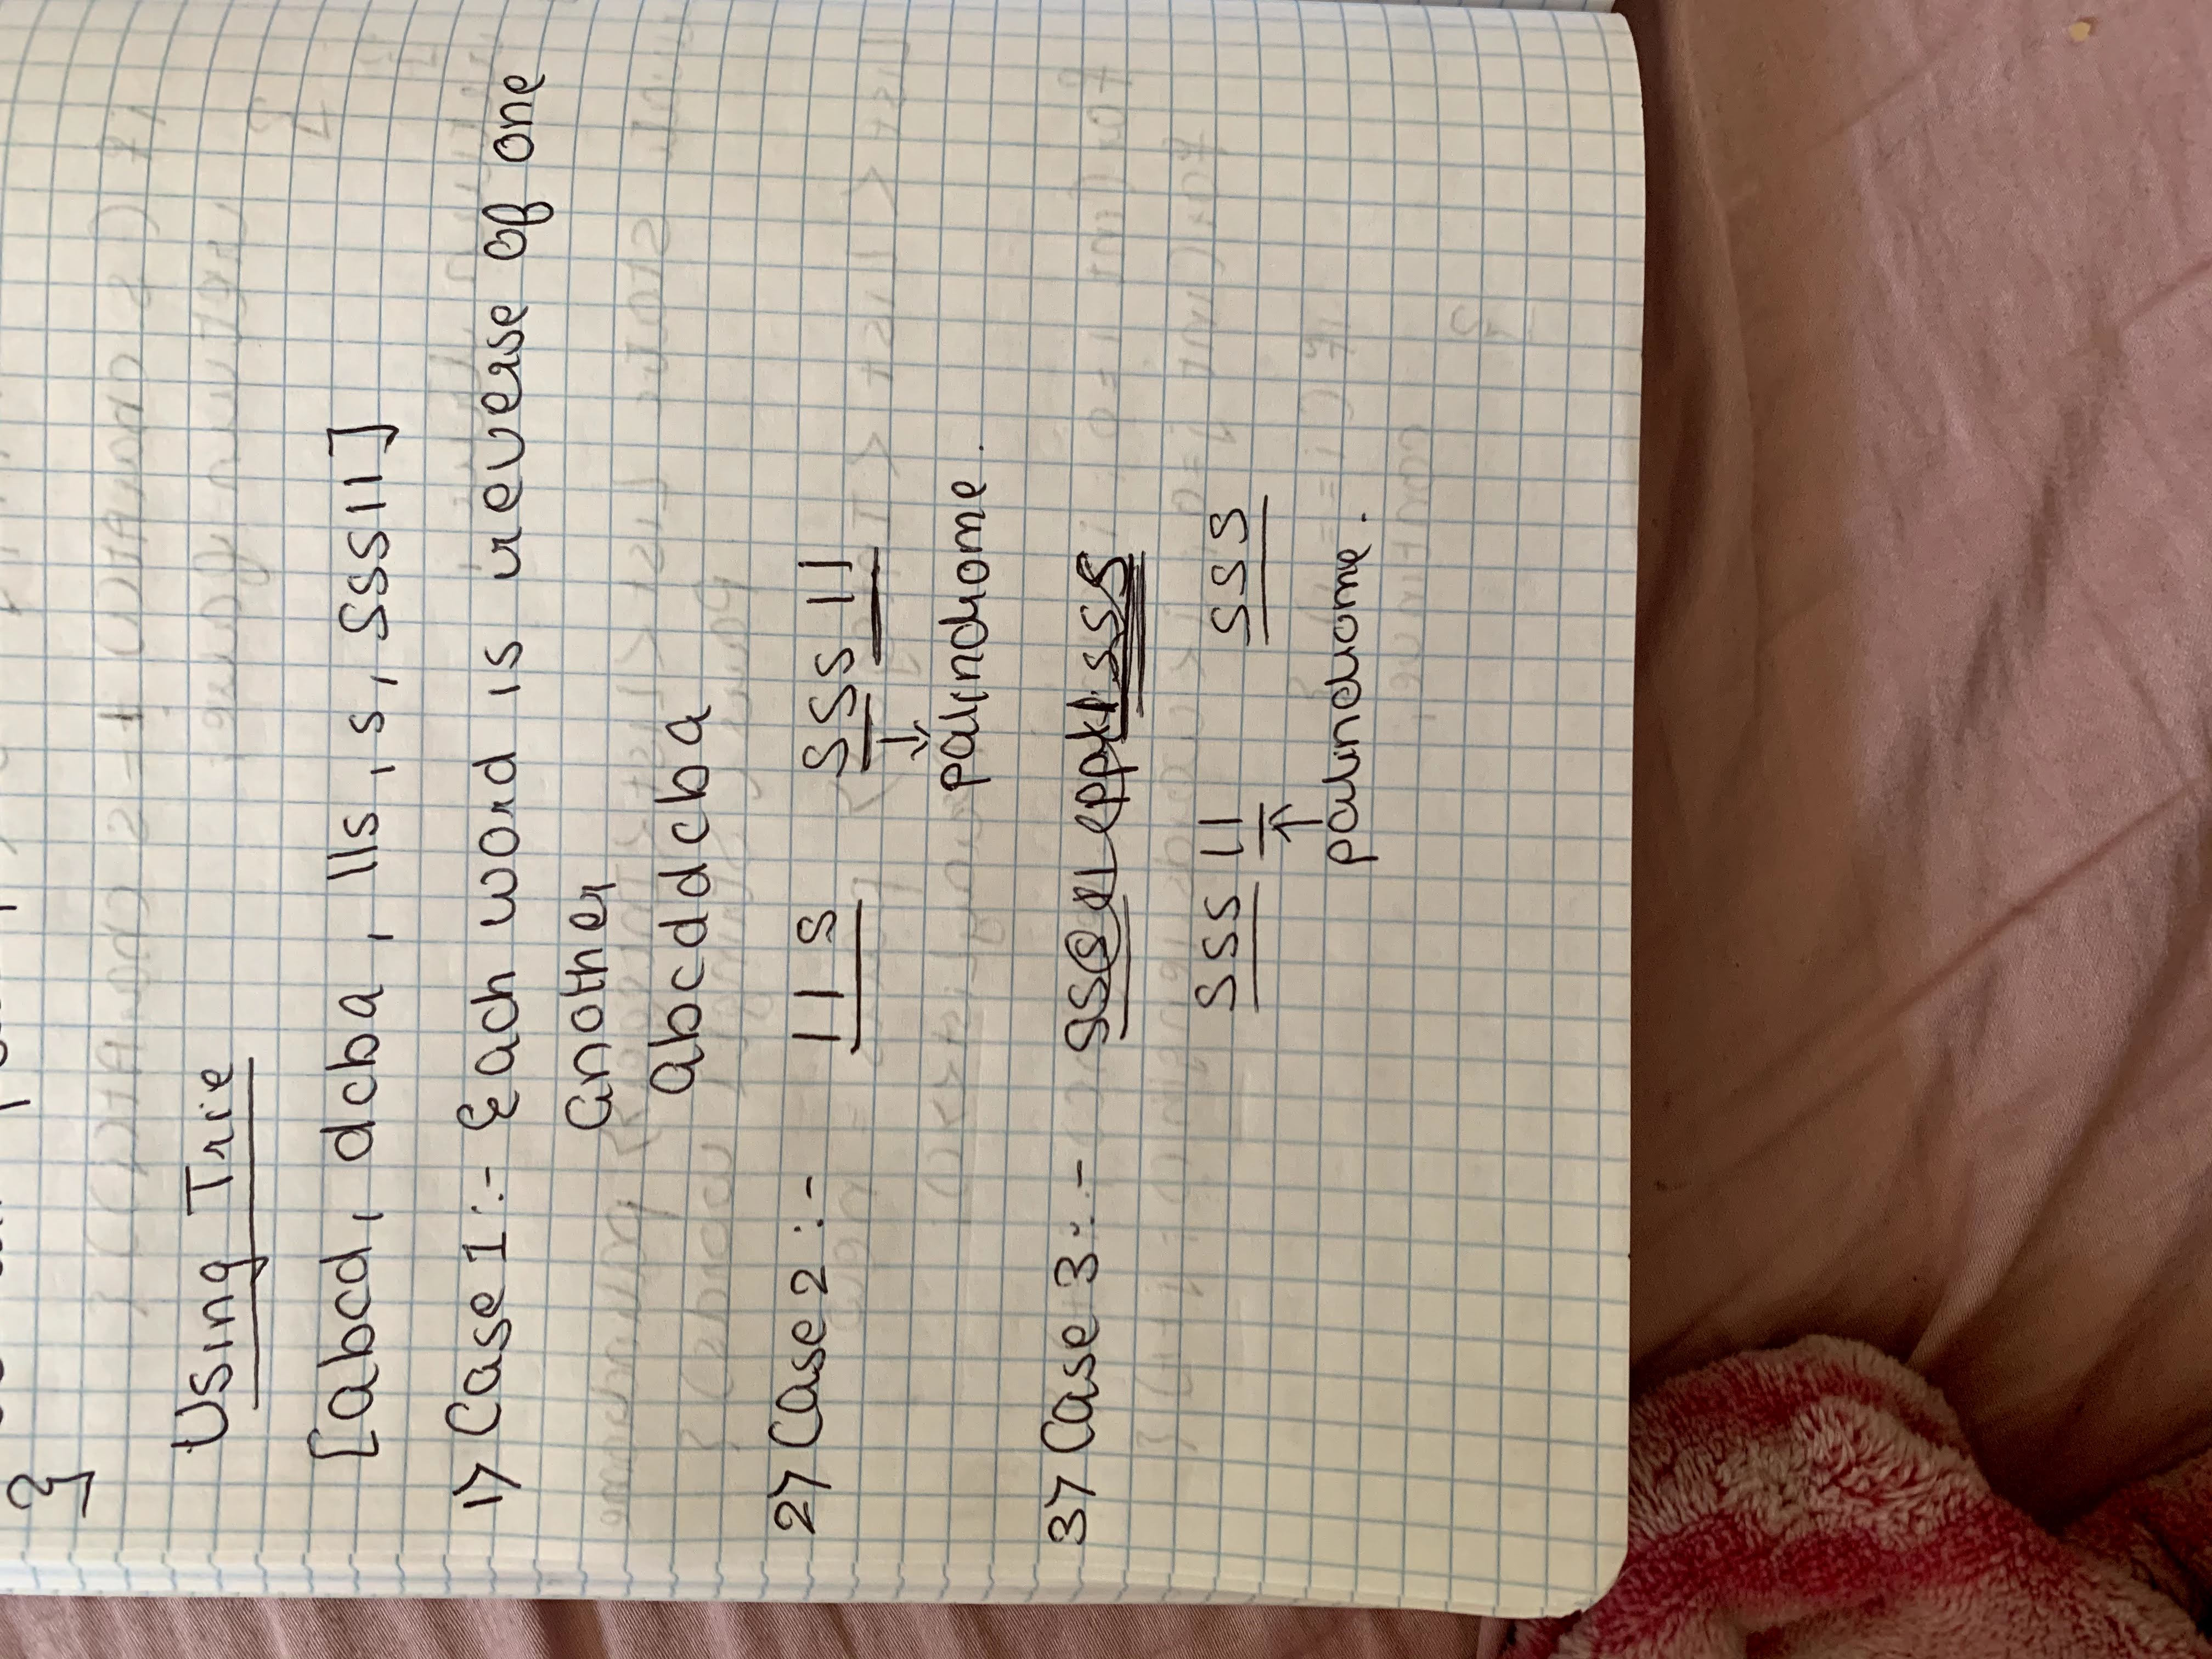 }
Using Trie
[abcd, dcba, lls, s, sssll]
1) Case 1:- Each word is reverse of one
another
abcddcba
2) Case 2:- lls sssll
palindrome.
3) Case 3:- sss
sssll sss
palindrome.